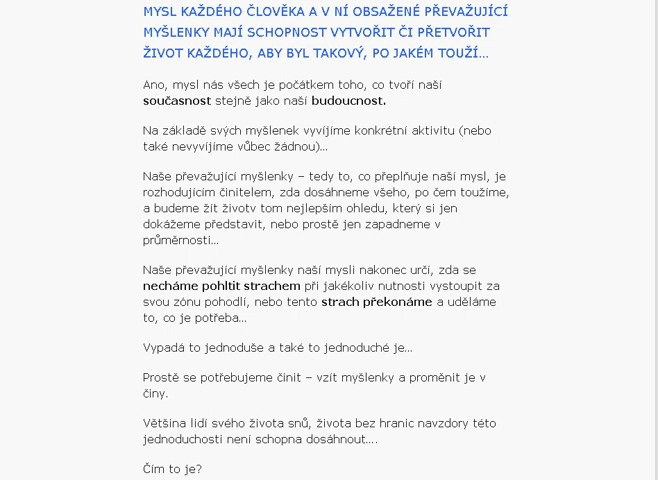 MYSL KAŽDÉHO ČLOVĚKA A V NÍ OBSAŽENÉ PŘEVAŽUJÍCÍ
MYŠLENKY MAJÍ SCHOPNOST VYTVOŘIT ČI PŘETVOŘIT
ŽIVOT KAŽDÉHO, ABY BYL TAKOVÝ, PO JAKÉM TOUŽÍ...
Ano, mysl nás všech je počátkem toho, co tvoří naší
současnost stejně jako naší budoucnost.
Na základě svých myšlenek vyvíjíme konkrétní aktivitu (nebo
také nevyvíjíme vůbec žádnou)...
Naše převažující myšlenky – tedy to, co přeplňuje naší mysl, je
rozhodujícím činitelem, zda dosáhneme všeho, po čem toužíme,
a budeme žít životv tom nejlepším ohledu, který si jen
dokážeme představit, nebo prostě jen zapadneme v
průměrnosti...
Naše převažující myšlenky naší mysli nakonec určí, zda se
necháme pohltit strachem při jakékoliv nutnosti vystoupit za
svou zónu pohodlí, nebo tento strach překonáme a uděláme
to, co je potřeba...
Vypadá to jednoduše a také to jednoduché je...
Prostě se potřebujeme činit – vzít myšlenky a proměnit je v
činy.
Většina lidí svého života snů, života bez hranic navzdory této
jednoduchosti není schopna dosáhnout....
Čím to je?